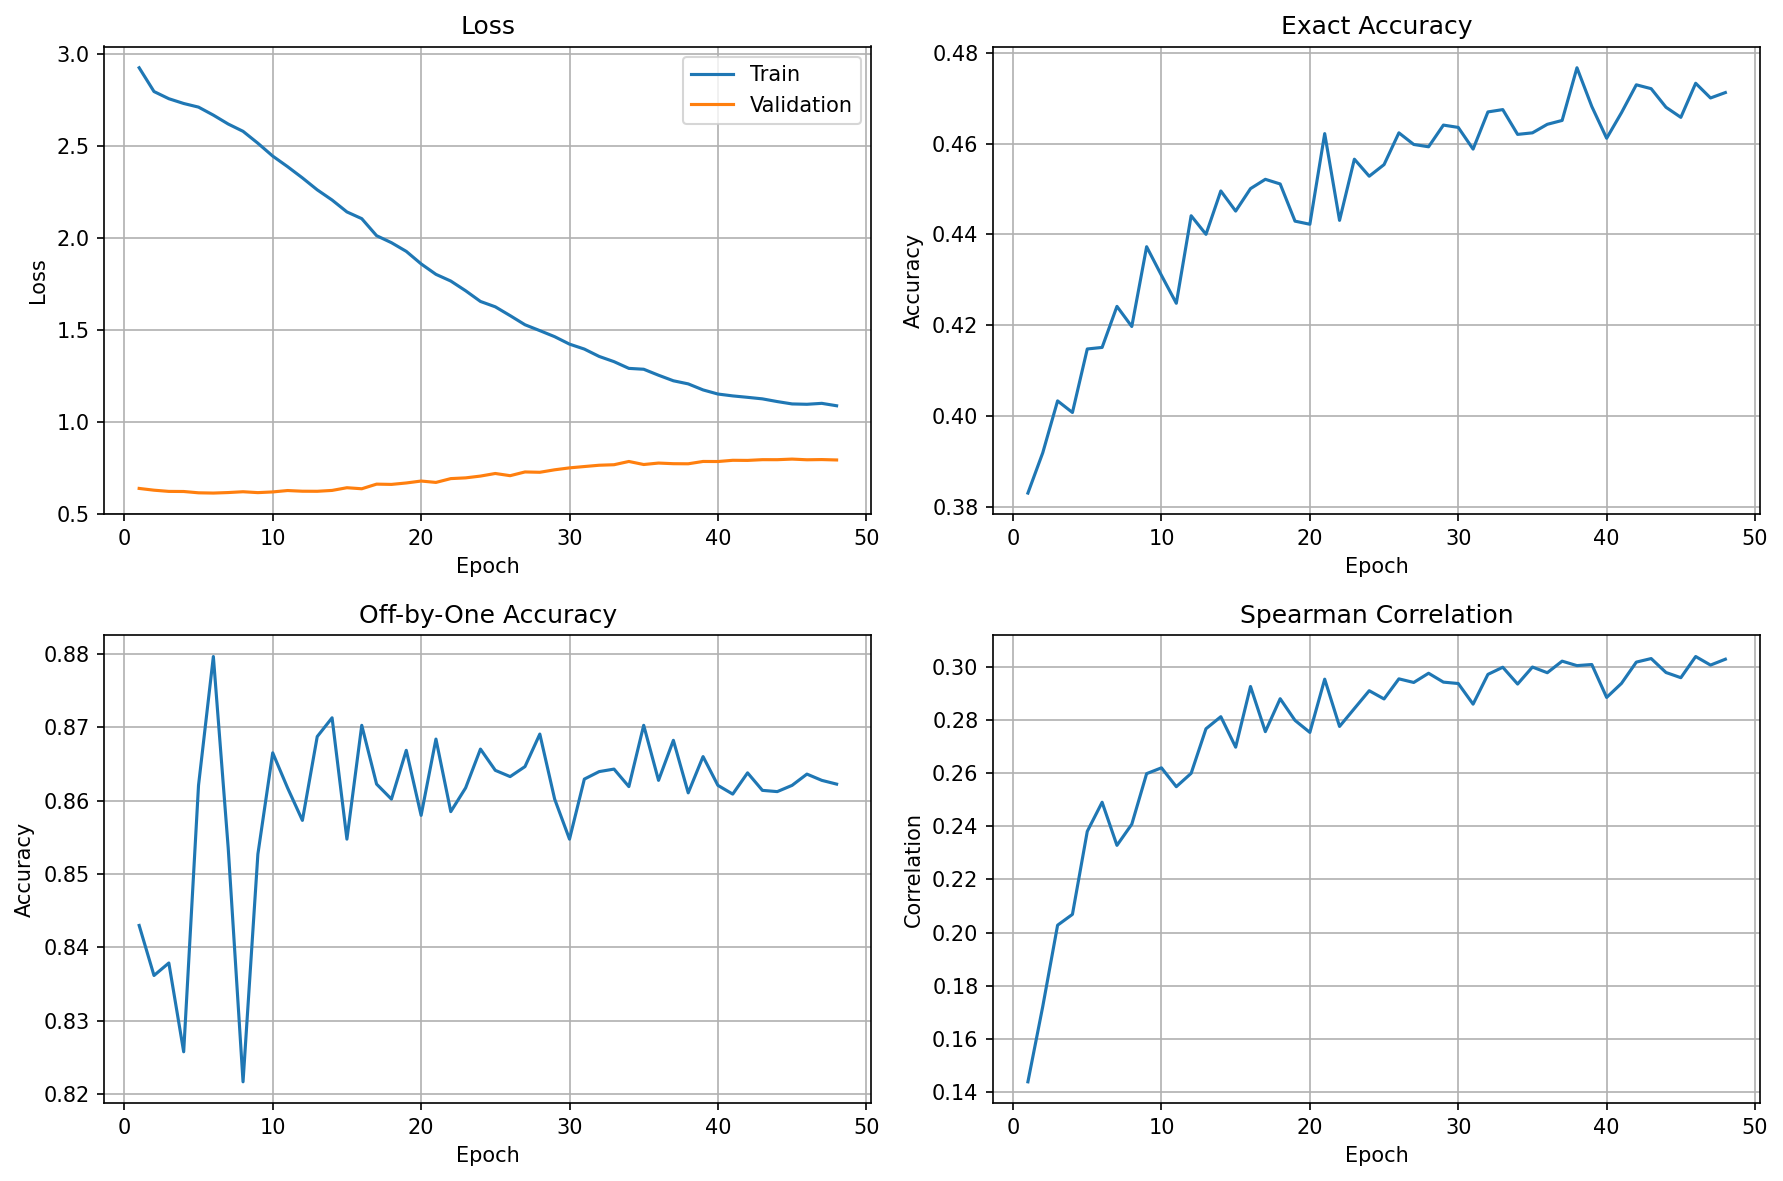 Loss
3.0
2.5
2.0
1.5
1.0
0.5
Loss
Train
Validation
0 10 20 30 40 50
Epoch
Exact Accuracy
0.48
0.46
0.44
0.42
0.40
0.38
Accuracy
0 10 20 30 40 50
Epoch
Off-by-One Accuracy
0.88
0.87
0.86
0.85
0.84
0.83
0.82
Accuracy
0 10 20 30 40 50
Epoch
Spearman Correlation
0.30
0.28
0.26
0.24
0.22
0.20
0.18
0.16
0.14
Correlation
0 10 20 30 40 50
Epoch